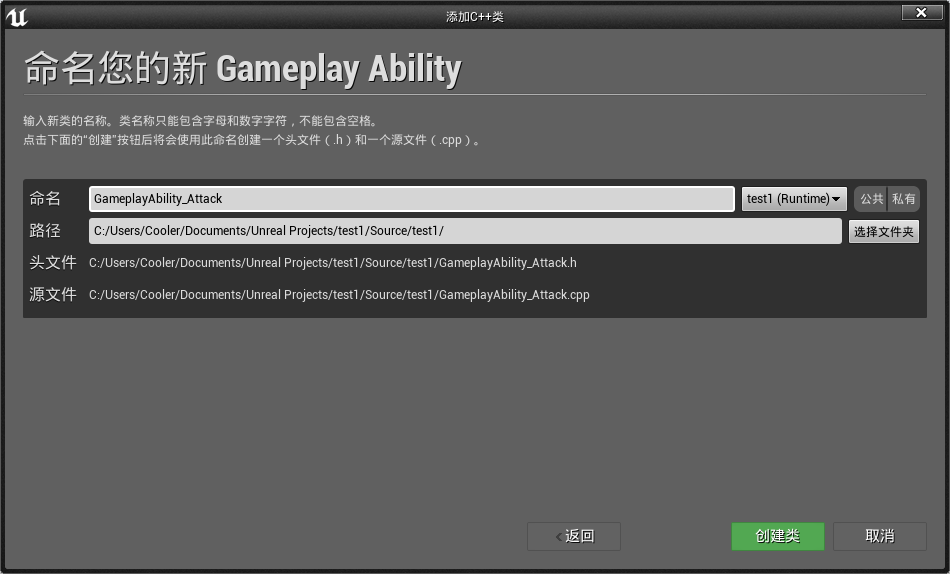 添加C++类
命名您的新 Gameplay Ability
输入新类的名称。类名称只能包含字母和数字字符，不能包含空格。
点击下面的"创建"按钮后将会使用此命名创建一个头文件（.h）和一个源文件（.cpp）。
命名 GameplayAbility_Attack test1 (Runtime) 公共 私有
路径 C:/Users/Cooler/Documents/Unreal Projects/test1/Source/test1/ 选择文件夹
头文件 C:/Users/Cooler/Documents/Unreal Projects/test1/Source/test1/GameplayAbility_Attack.h
源文件 C:/Users/Cooler/Documents/Unreal Projects/test1/Source/test1/GameplayAbility_Attack.cpp
返回 创建类 取消